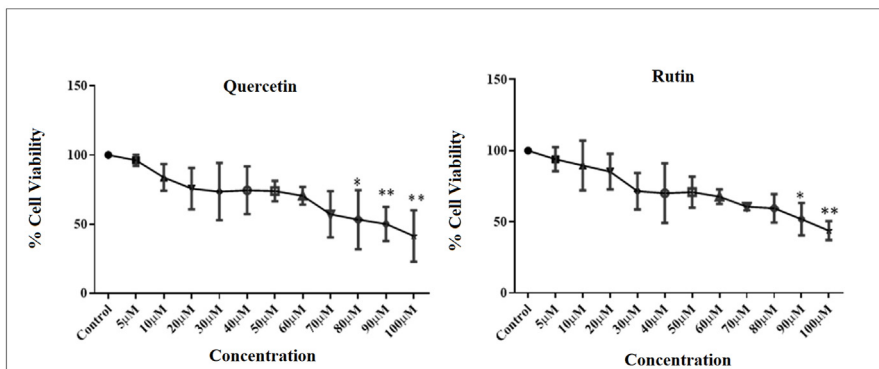 Quercetin
% Cell Viability
150
100
50
0
*
**
**
Control
5µM
10µM
20µM
30µM
40µM
50µM
60µM
70µM
80µM
90µM
100µM
Concentration
Rutin
% Cell Viability
150
100
50
0
*
**
Control
5µM
10µM
20µM
30µM
40µM
50µM
60µM
70µM
80µM
90µM
100µM
Concentration